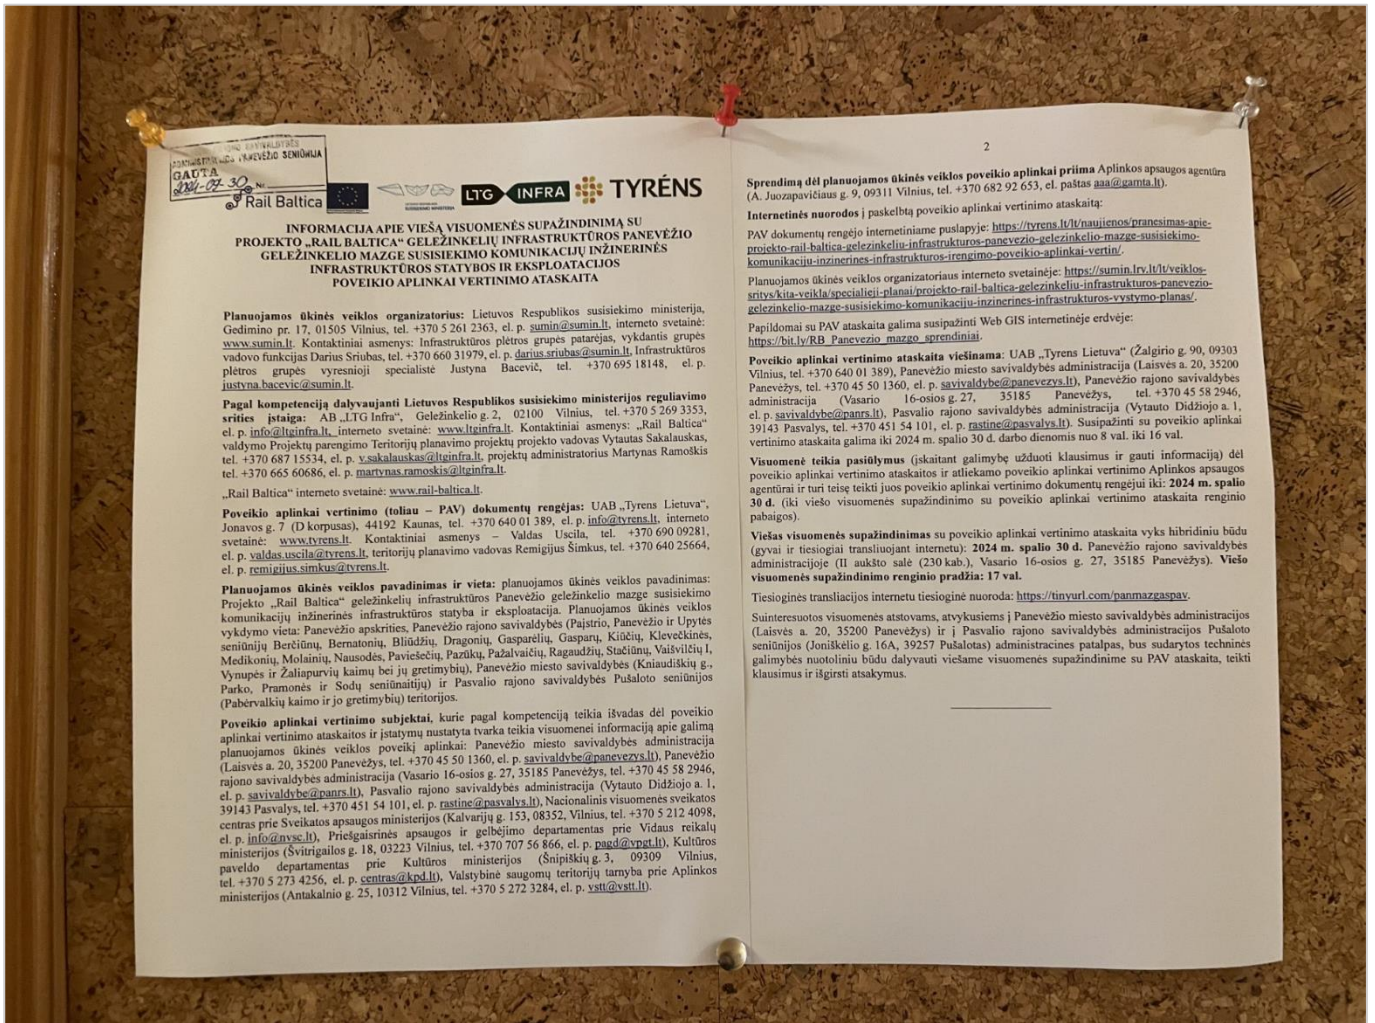 ADMINISTRACIJOS PANEVĖŽIO SENIŪNIJA
GAUTA
Nr.
Rail Baltica
LTG INFRA
TYRÉNS
INFORMACIJA APIE VIEŠĄ VISUOMENĖS SUPAŽINDINIMĄ SU
PROJEKTO „RAIL BALTICA“ GELEŽINKELIŲ INFRASTRUKTŪROS PANEVĖŽIO
GELEŽINKELIO MAZGE SUSISIEKIMO KOMUNIKACIJŲ INŽINERINĖS
INFRASTRUKTŪROS STATYBOS IR EKSPLOATACIJOS
POVEIKIO APLINKAI VERTINIMO ATASKAITA
Planuojamos ūkinės veiklos organizatorius: Lietuvos Respublikos susisiekimo ministerija,
Gedimino pr. 17, 01505 Vilnius, tel. +370 5 261 2363, el. p. sumin@sumin.lt, interneto svetainė:
www.sumin.lt. Kontaktiniai asmenys: Infrastruktūros plėtros grupės patarėjas, vykdantis grupės
vadovo funkcijas Darius Sriubas, tel. +370 660 31979, el. p. darius.sriubas@sumin.lt, Infrastruktūros
plėtros grupės vyresnioji specialistė Justyna Bacevič, tel. +370 695 18148, el. p.
justyna.bacevic@sumin.lt.
Pagal kompetenciją dalyvaujanti Lietuvos Respublikos susisiekimo ministerijos reguliavimo
srities įstaiga: AB „LTG Infra“, Geležinkelio g. 2, 02100 Vilnius, tel. +370 5 269 3353,
el. p. info@ltginfra.lt, interneto svetainė: www.ltginfra.lt. Kontaktiniai asmenys: „Rail Baltica“
valdymo Projektų parengimo Teritorijų planavimo projektų projekto vadovas Vytautas Sakalauskas,
tel. +370 687 15534, el. p. v.sakalauskas@ltginfra.lt, projektų administratorius Martynas Ramoškis
tel. +370 665 60686, el. p. martynas.ramoskis@ltginfra.lt.
„Rail Baltica“ interneto svetainė: www.rail-baltica.lt.
Poveikio aplinkai vertinimo (toliau – PAV) dokumentų rengėjas: UAB „Tyrens Lietuva“,
Jonavos g. 7 (D korpusas), 44192 Kaunas, tel. +370 640 01 389, el. p. info@tyrens.lt, interneto
svetainė: www.tyrens.lt. Kontaktiniai asmenys – Valdas Uscila, tel. +370 690 09281,
el. p. valdas.uscila@tyrens.lt, teritorijų planavimo vadovas Remigijus Šimkus, tel. +370 640 25664,
el. p. remigijus.simkus@tyrens.lt.
Planuojamos ūkinės veiklos pavadinimas ir vieta: planuojamos ūkinės veiklos pavadinimas:
Projekto „Rail Baltica“ geležinkelių infrastruktūros Panevėžio geležinkelio mazge susisiekimo
komunikacijų inžinerinės infrastruktūros statyba ir eksploatacija. Planuojamos ūkinės veiklos
vykdymo vieta: Panevėžio apskrities, Panevėžio rajono savivaldybės (Paįstrio, Panevėžio ir Upytės
seniūnijų Berčiūnų, Bernatonių, Bliūdžių, Dragonių, Gasparėlių, Gasparų, Kiūčių, Klevečkinės,
Medikonių, Molainių, Nausodės, Paviešečių, Pazūkų, Pažalvaičių, Ragaudžių, Stačiūnų, Vaišvilčių I,
Vynupės ir Žaliapurvių kaimų bei jų gretimybių), Panevėžio miesto savivaldybės (Kniaudiškių g.,
Parko, Pramonės ir Sodų seniūnaitijų) ir Pasvalio rajono savivaldybės Pušaloto seniūnijos
(Pabėrvalkių kaimo ir jo gretimybių) teritorijos.
Poveikio aplinkai vertinimo subjektai, kurie pagal kompetenciją teikia išvadas dėl poveikio
aplinkai vertinimo ataskaitos ir įstatymų nustatyta tvarka teikia visuomenei informaciją apie galimą
planuojamos ūkinės veiklos poveikį aplinkai: Panevėžio miesto savivaldybės administracija
(Laisvės a. 20, 35200 Panevėžys, tel. +370 45 50 1360, el. p. savivaldybe@panevezys.lt), Panevėžio
rajono savivaldybės administracija (Vasario 16-osios g. 27, 35185 Panevėžys, tel. +370 45 58 2946,
el. p. savivaldybe@panrs.lt), Pasvalio rajono savivaldybės administracija (Vytauto Didžiojo a. 1,
39143 Pasvalys, tel. +370 451 54 101, el. p. rastine@pasvalys.lt), Nacionalinis visuomenės sveikatos
centras prie Sveikatos apsaugos ministerijos (Kalvarijų g. 153, 08352, Vilnius, tel. +370 5 212 4098,
el. p. info@nvsc.lt), Priešgaisrinės apsaugos ir gelbėjimo departamentas prie Vidaus reikalų
ministerijos (Švitrigailos g. 18, 03223 Vilnius, tel. +370 707 56 866, el. p. pagd@vpgt.lt), Kultūros
paveldo departamentas prie Kultūros ministerijos (Šnipiškių g. 3, 09309 Vilnius,
tel. +370 5 273 4256, el. p. centras@kpd.lt), Valstybinė saugomų teritorijų tarnyba prie Aplinkos
ministerijos (Antakalnio g. 25, 10312 Vilnius, tel. +370 5 272 3284, el. p. vstt@vstt.lt).
2
Sprendimą dėl planuojamos ūkinės veiklos poveikio aplinkai priima Aplinkos apsaugos agentūra
(A. Juozapavičiaus g. 9, 09311 Vilnius, tel. +370 682 92 653, el. paštas aaa@gamta.lt).
Internetinės nuorodos į paskelbtą poveikio aplinkai vertinimo ataskaitą:
PAV dokumentų rengėjo internetiniame puslapyje: https://tyrens.lt/lt/naujienos/pranesimas-apie-
projekto-rail-baltica-gelezinkeliu-infrastrukturos-panevezio-gelezinkelio-mazge-susisiekimo-
komunikaciju-inzinerines-infrastrukturos-irengimo-poveikio-aplinkai-vertin/.
Planuojamos ūkinės veiklos organizatoriaus interneto svetainėje: https://sumin.lrv.lt/lt/veiklos-
sritys/kita-veikla/specialieji-planai/projekto-rail-baltica-gelezinkeliu-infrastrukturos-panevezio-
gelezinkelio-mazge-susisiekimo-komunikaciju-inzinerines-infrastrukturos-vystymo-planas/.
Papildomai su PAV ataskaita galima susipažinti Web GIS internetinėje erdvėje:
https://bit.ly/RB_Panevezio_mazgo_sprendiniai.
Poveikio aplinkai vertinimo ataskaita viešinama: UAB „Tyrens Lietuva“ (Žalgirio g. 90, 09303
Vilnius, tel. +370 640 01 389), Panevėžio miesto savivaldybės administracija (Laisvės a. 20, 35200
Panevėžys, tel. +370 45 50 1360, el. p. savivaldybe@panevezys.lt), Panevėžio rajono savivaldybės
administracija (Vasario 16-osios g. 27, 35185 Panevėžys, tel. +370 45 58 2946,
el. p. savivaldybe@panrs.lt), Pasvalio rajono savivaldybės administracija (Vytauto Didžiojo a. 1,
39143 Pasvalys, tel. +370 451 54 101, el. p. rastine@pasvalys.lt). Susipažinti su poveikio aplinkai
vertinimo ataskaita galima iki 2024 m. spalio 30 d. darbo dienomis nuo 8 val. iki 16 val.
Visuomenė teikia pasiūlymus (įskaitant galimybę užduoti klausimus ir gauti informaciją) dėl
poveikio aplinkai vertinimo ataskaitos ir atliekamo poveikio aplinkai vertinimo Aplinkos apsaugos
agentūrai ir turi teisę teikti juos poveikio aplinkai vertinimo dokumentų rengėjui iki: 2024 m. spalio
30 d. (iki viešo visuomenės supažindinimo su poveikio aplinkai vertinimo ataskaita renginio
pabaigos).
Viešas visuomenės supažindinimas su poveikio aplinkai vertinimo ataskaita vyks hibridiniu būdu
(gyvai ir tiesiogiai transliuojant internetu): 2024 m. spalio 30 d. Panevėžio rajono savivaldybės
administracijoje (II aukšto salė (230 kab.), Vasario 16-osios g. 27, 35185 Panevėžys). Viešo
visuomenės supažindinimo renginio pradžia: 17 val.
Tiesioginės transliacijos internetu tiesioginė nuoroda: https://tinyurl.com/panmazgaspav.
Suinteresuotos visuomenės atstovams, atvykusiems į Panevėžio miesto savivaldybės administracijos
(Laisvės a. 20, 35200 Panevėžys) ir į Pasvalio rajono savivaldybės administracijos Pušaloto
seniūnijos (Joniškėlio g. 16A, 39257 Pušalotas) administracines patalpas, bus sudarytos techninės
galimybės nuotoliniu būdu dalyvauti viešame visuomenės supažindinime su PAV ataskaita, teikti
klausimus ir išgirsti atsakymus.